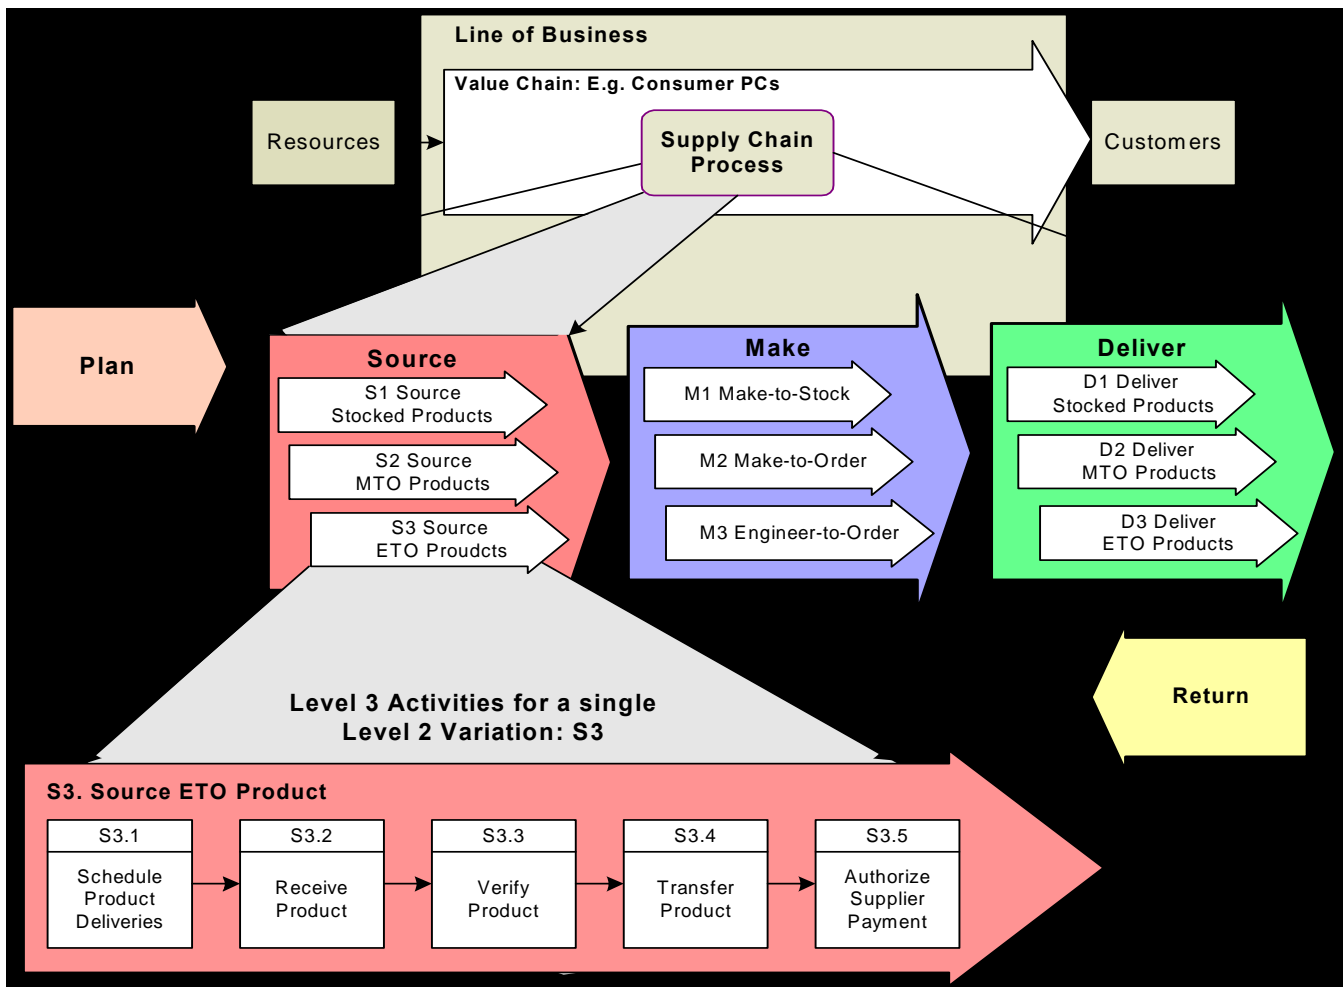 Line of Business
Value Chain: E.g. Consumer PCs
Resources
Supply Chain
Process
Customers
Plan
Source
S1 Source
Stocked Products
S2 Source
MTO Products
S3 Source
ETO Proudcts
Make
M1 Make-to-Stock
M2 Make-to-Order
M3 Engineer-to-Order
Deliver
D1 Deliver
Stocked Products
D2 Deliver
MTO Products
D3 Deliver
ETO Products
Return
Level 3 Activities for a single
Level 2 Variation: S3
S3. Source ETO Product
S3.1
Schedule
Product
Deliveries
S3.2
Receive
Product
S3.3
Verify
Product
S3.4
Transfer
Product
S3.5
Authorize
Supplier
Payment